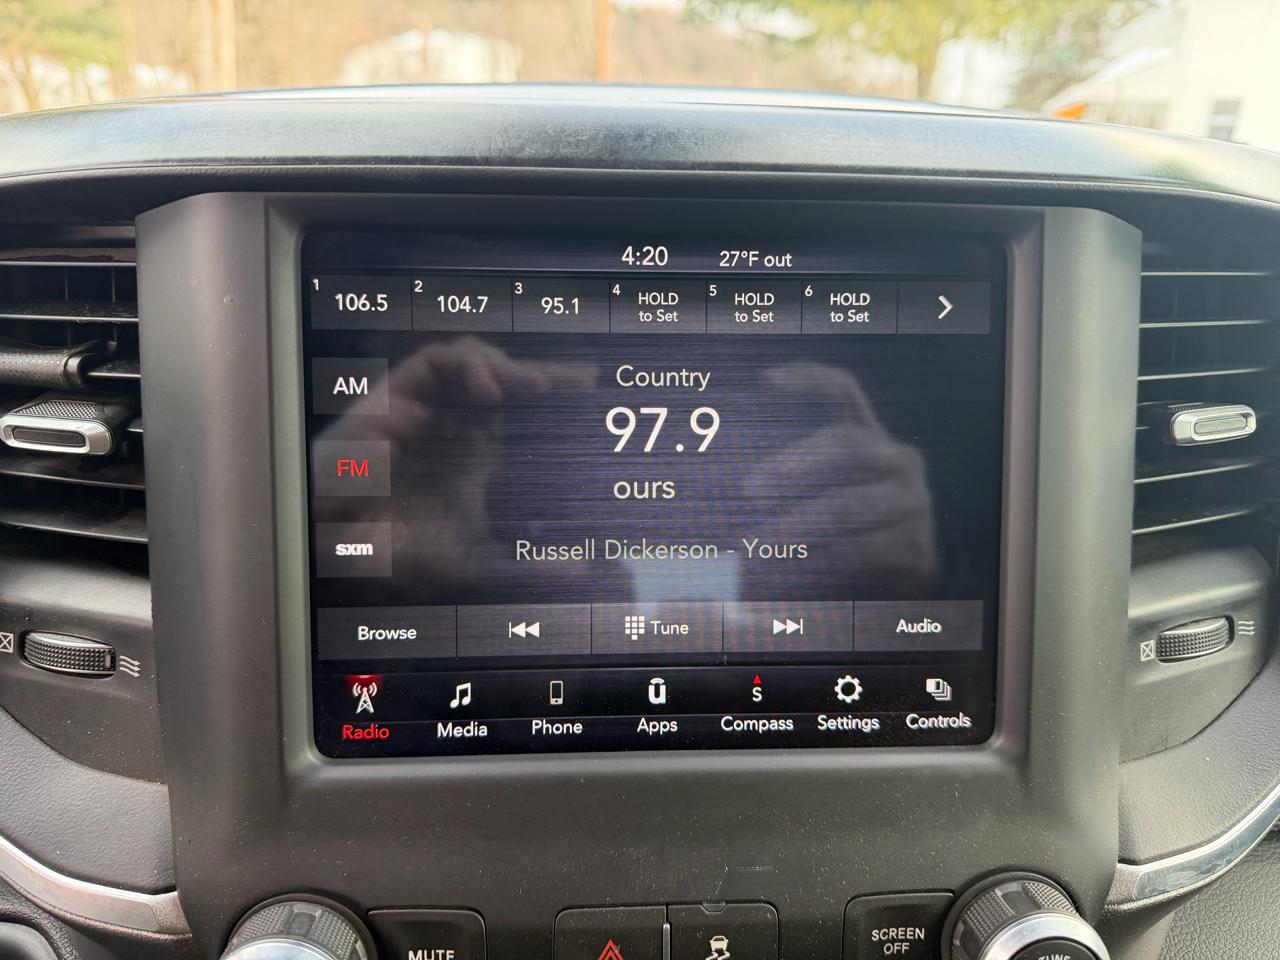 4:20 27°F out
1 106.5 2 104.7 3 95.1 4 HOLD to Set 5 HOLD to Set 6 HOLD to Set
AM
Country
97.9
FM
ours
sxm
Russell Dickerson - Yours
Browse Tune Audio
S
Radio Media Phone Apps Compass Settings Controls
MUTE
SCREEN
OFF
TUNE